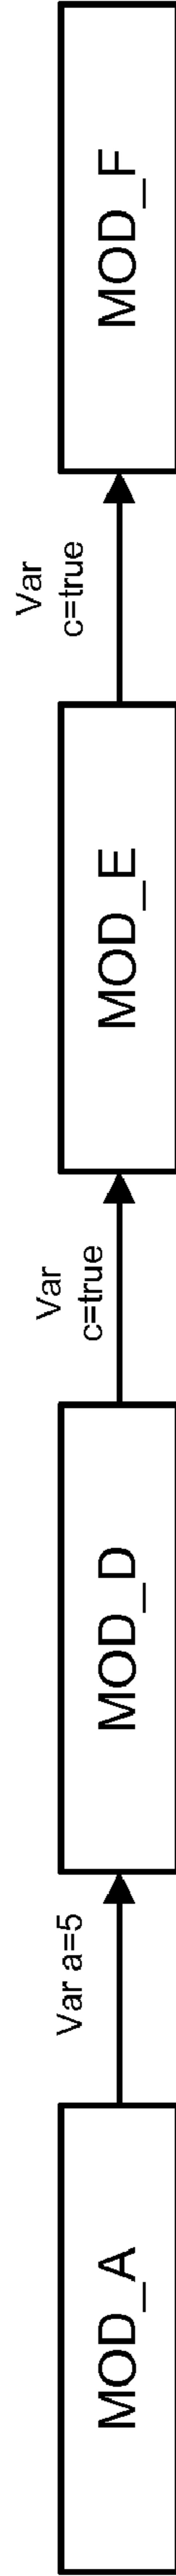 MOD_A
Var a=5
MOD_D
Var
c=true
MOD_E
Var
c=true
MOD_F